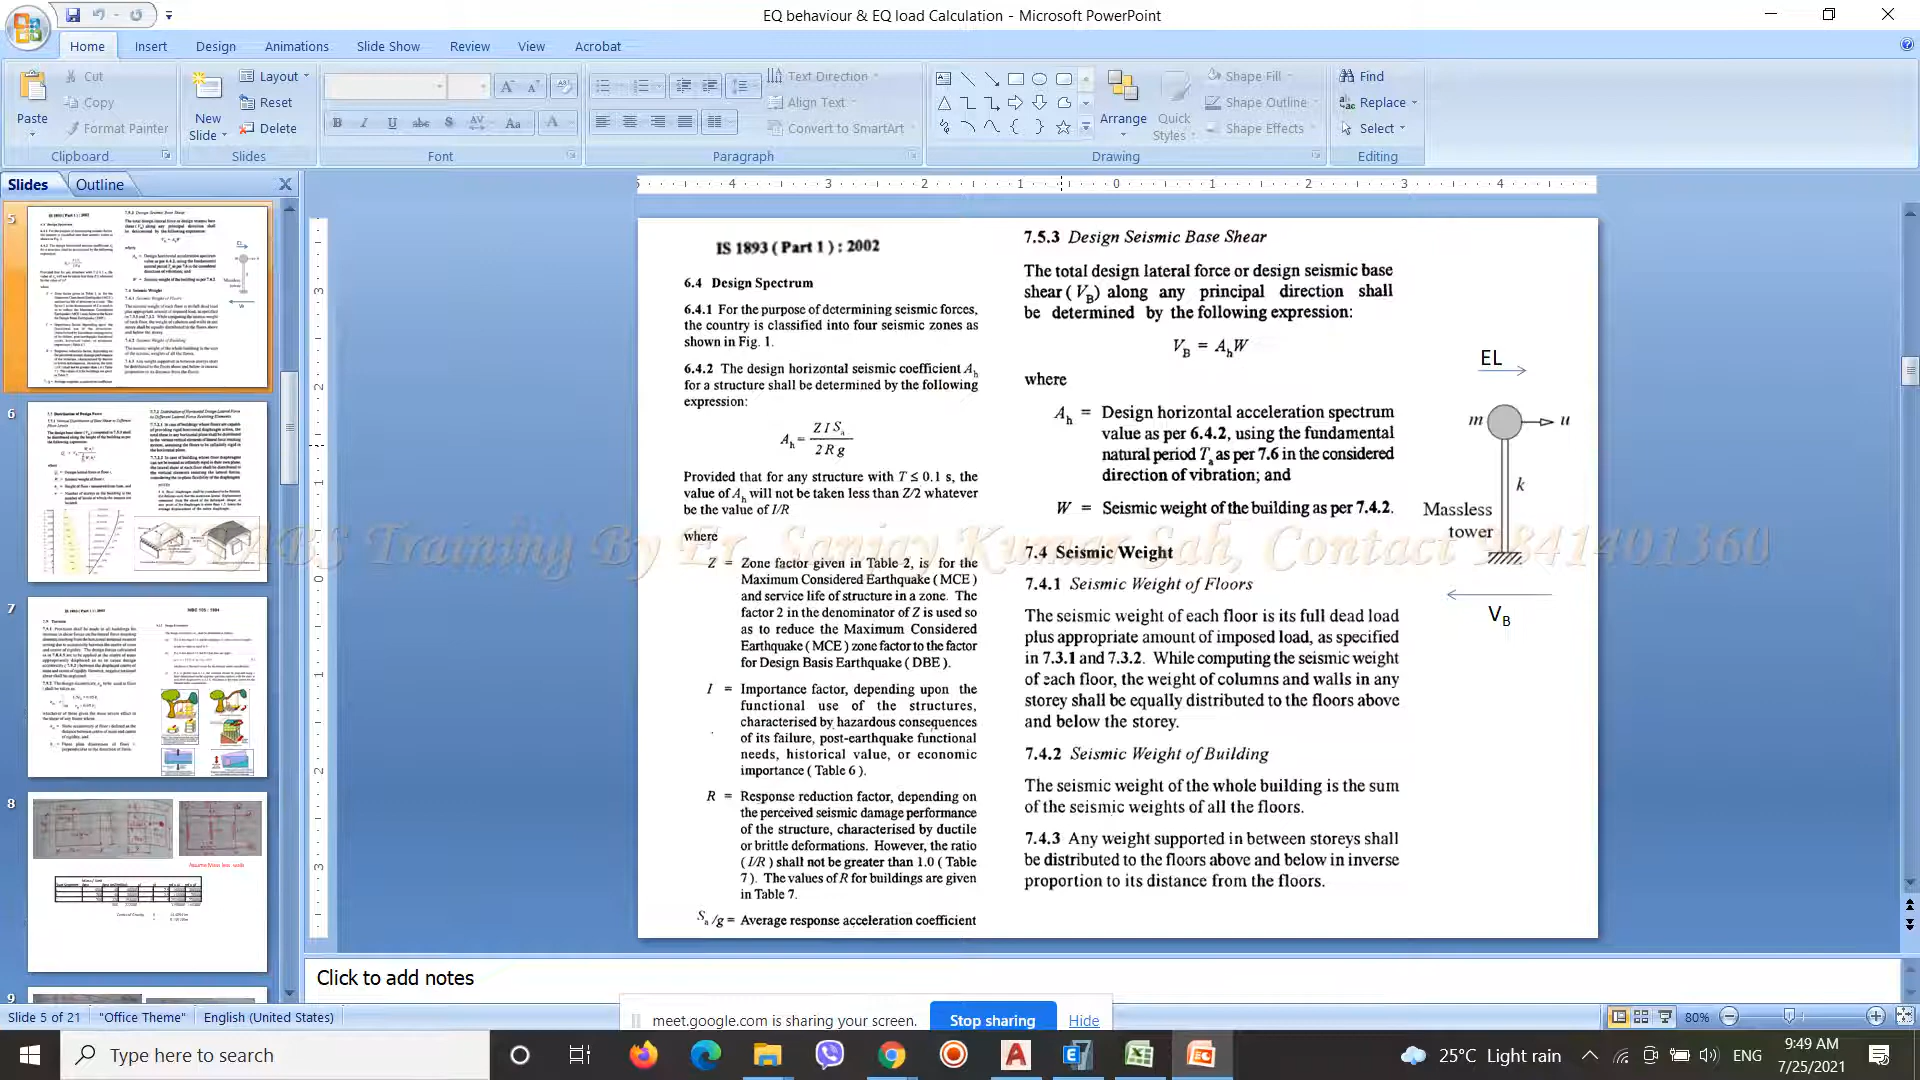 EQ behaviour & EQ load Calculation - Microsoft PowerPoint
Home
Insert
Design
Animations
Slide Show
Review
View
Acrobat
Paste
Cut
Copy
Format Painter
Clipboard
New
Slide
Layout
Reset
Delete
Slides
B I U abc S AV Aa A
Font
Text Direction
Align Text
Convert to SmartArt
Paragraph
Arrange
Quick
Styles
Shape Fill
Shape Outline
Shape Effects
Drawing
Find
Replace
Select
Editing
Slides
Outline
5
6
7
8
9
IS 1893 ( Part 1 ) : 2002
6.4 Design Spectrum
6.4.1 For the purpose of determining seismic forces,
the country is classified into four seismic zones as
shown in Fig. 1.
6.4.2 The design horizontal seismic coefficient Ah
for a structure shall be determined by the following
expression:
Ah = Z I Sa / 2 R g
Provided that for any structure with T ≤ 0.1 s, the
value of Ah will not be taken less than Z/2 whatever
be the value of I/R
where
Z = Zone factor given in Table 2, is for the
Maximum Considered Earthquake ( MCE )
and service life of structure in a zone. The
factor 2 in the denominator of Z is used so
as to reduce the Maximum Considered
Earthquake ( MCE ) zone factor to the factor
for Design Basis Earthquake ( DBE ).
I = Importance factor, depending upon the
functional use of the structures,
characterised by hazardous consequences
of its failure, post-earthquake functional
needs, historical value, or economic
importance ( Table 6 ).
R = Response reduction factor, depending on
the perceived seismic damage performance
of the structure, characterised by ductile
or brittle deformations. However, the ratio
( I/R ) shall not be greater than 1.0 ( Table
7 ). The values of R for buildings are given
in Table 7.
Sa /g = Average response acceleration coefficient
7.5.3 Design Seismic Base Shear
The total design lateral force or design seismic base
shear ( VB ) along any principal direction shall
be determined by the following expression:
VB = AhW
where
Ah = Design horizontal acceleration spectrum
value as per 6.4.2, using the fundamental
natural period Ta as per 7.6 in the considered
direction of vibration; and
W = Seismic weight of the building as per 7.4.2.
7.4 Seismic Weight
7.4.1 Seismic Weight of Floors
The seismic weight of each floor is its full dead load
plus appropriate amount of imposed load, as specified
in 7.3.1 and 7.3.2. While computing the seismic weight
of each floor, the weight of columns and walls in any
storey shall be equally distributed to the floors above
and below the storey.
7.4.2 Seismic Weight of Building
The seismic weight of the whole building is the sum
of the seismic weights of all the floors.
7.4.3 Any weight supported in between storeys shall
be distributed to the floors above and below in inverse
proportion to its distance from the floors.
EL
m
u
k
Massless
tower
VB
ETABS Training By Er. Sanjay Kumar Sah, Contact 9841401360
Click to add notes
Slide 5 of 21
"Office Theme"
English (United States)
80%
meet.google.com is sharing your screen.
Stop sharing
Hide
Type here to search
25°C Light rain
ENG
9:49 AM
7/25/2021